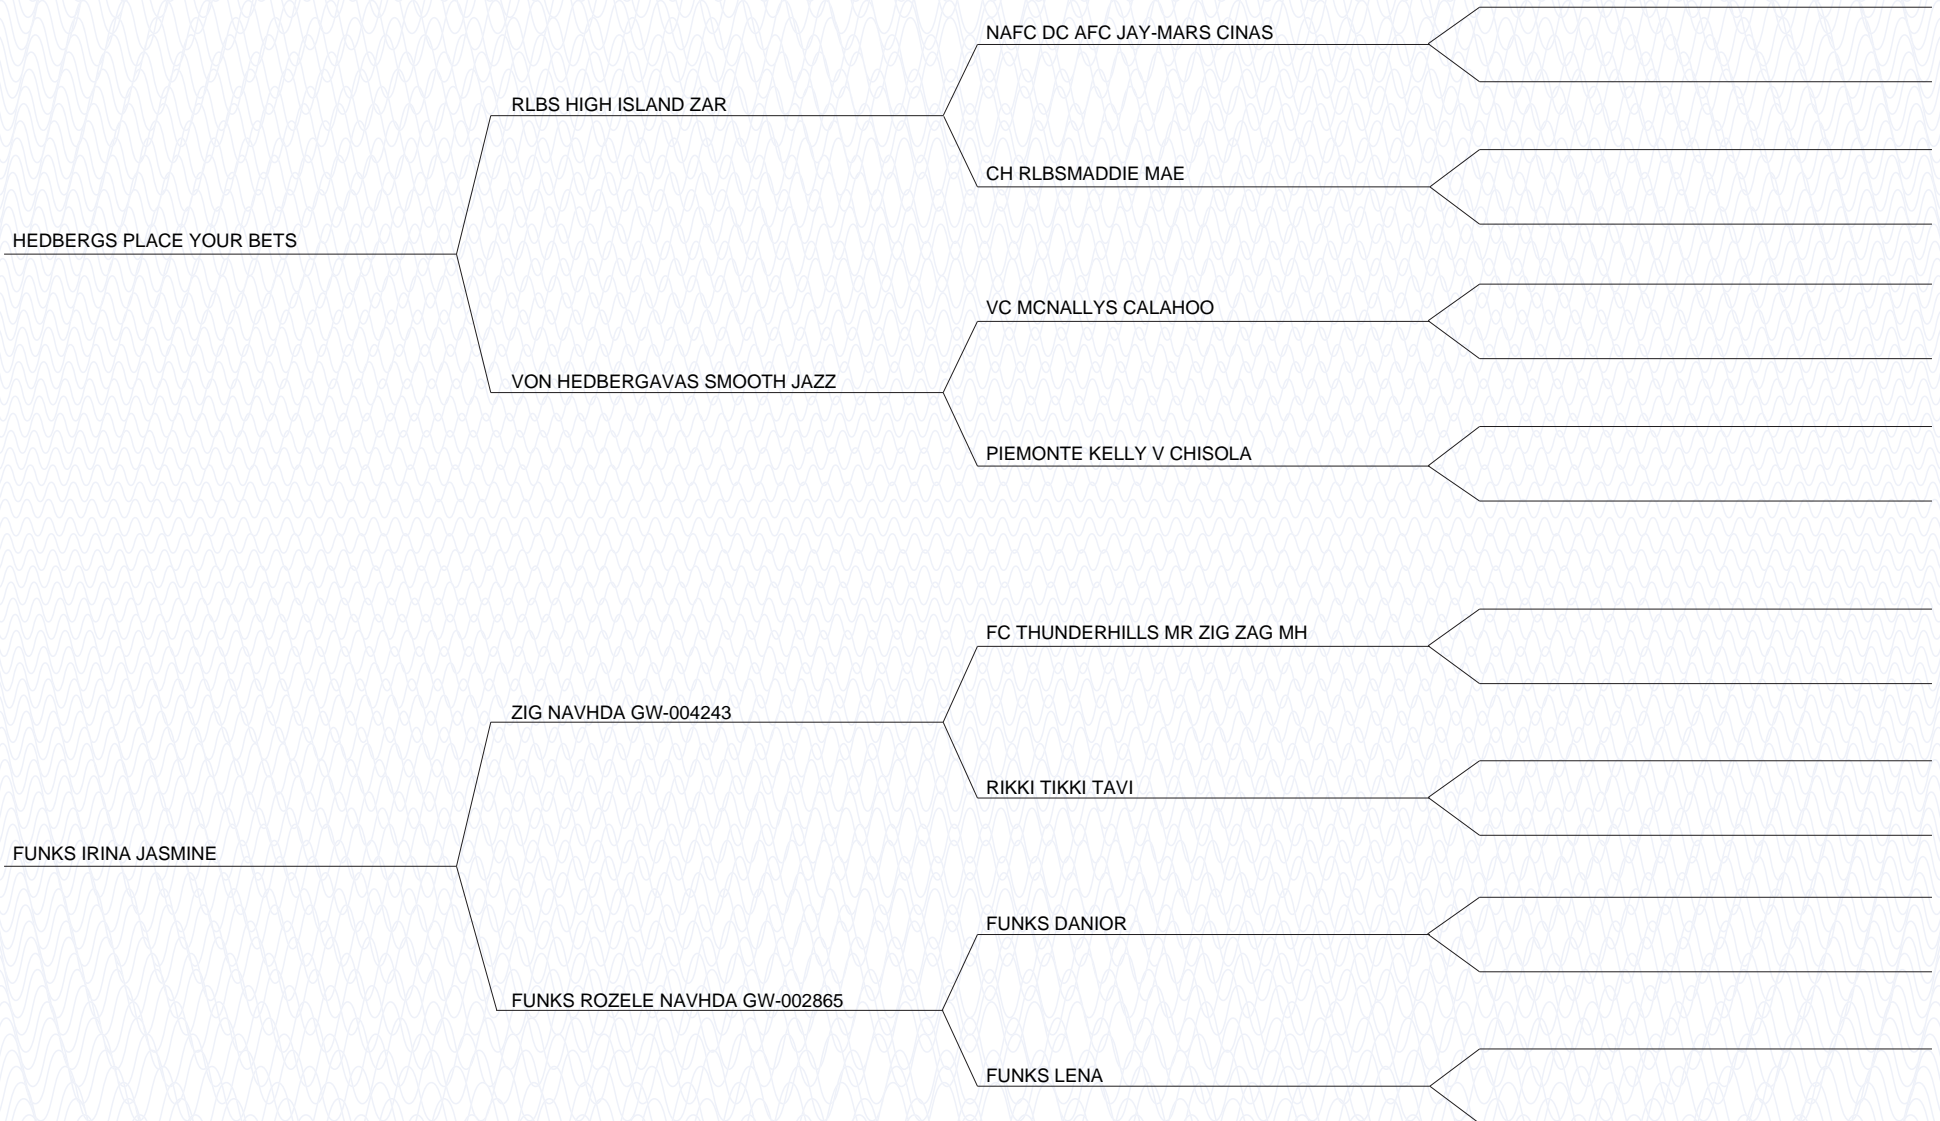 NAFC DC AFC JAY-MARS CINAS
RLBS HIGH ISLAND ZAR
CH RLBSMADDIE MAE
HEDBERGS PLACE YOUR BETS
VC MCNALLYS CALAHOO
VON HEDBERGAVAS SMOOTH JAZZ
PIEMONTE KELLY V CHISOLA
FC THUNDERHILLS MR ZIG ZAG MH
ZIG NAVHDA GW-004243
RIKKI TIKKI TAVI
FUNKS IRINA JASMINE
FUNKS DANIOR
FUNKS ROZELE NAVHDA GW-002865
FUNKS LENA